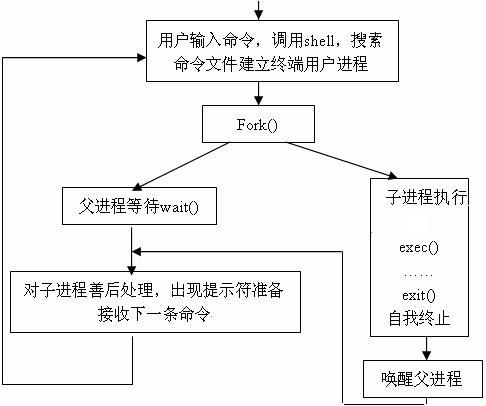 用户输入命令，调用shell，搜索
命令文件建立终端用户进程
Fork()
父进程等待wait()
子进程执行
exec()
……
exit()
自我终止
对子进程善后处理，出现提示符准备
接收下一条命令
唤醒父进程